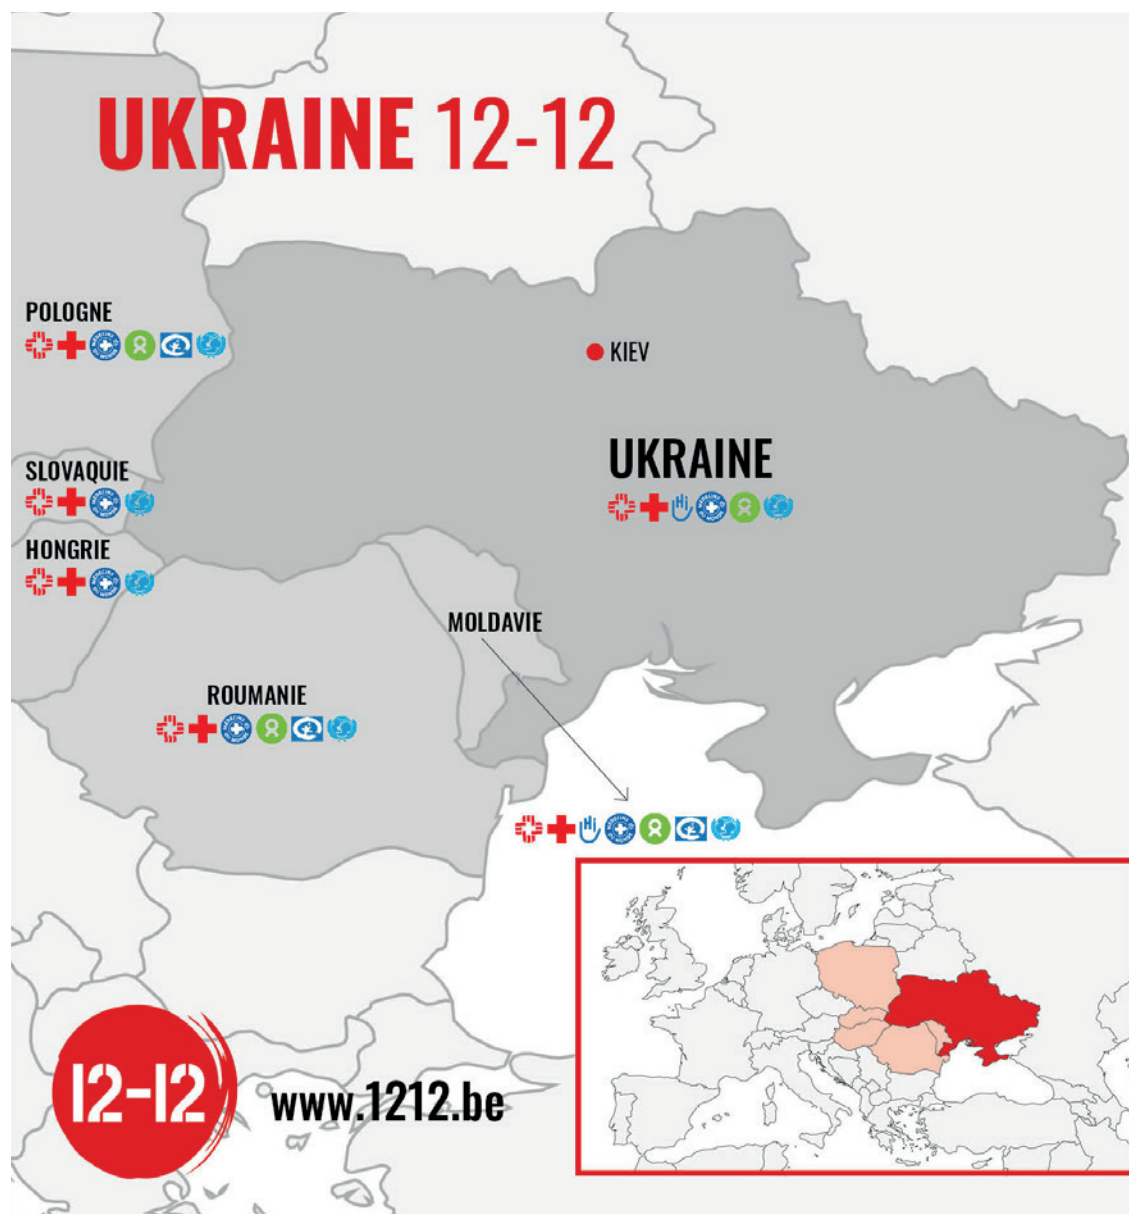 UKRAINE 12-12
POLOGNE
KIEV
UKRAINE
SLOVAQUIE
HONGRIE
MOLDAVIE
ROUMANIE
12-12
www.1212.be